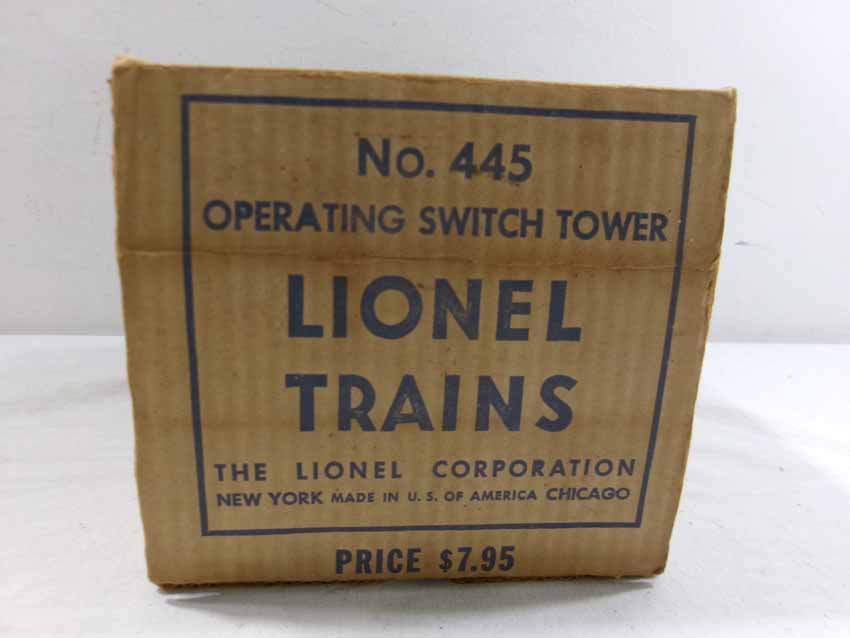 No. 445
OPERATING SWITCH TOWER
LIONEL
TRAINS
THE LIONEL CORPORATION
NEW YORK MADE IN U. S. OF AMERICA CHICAGO
PRICE $7.95